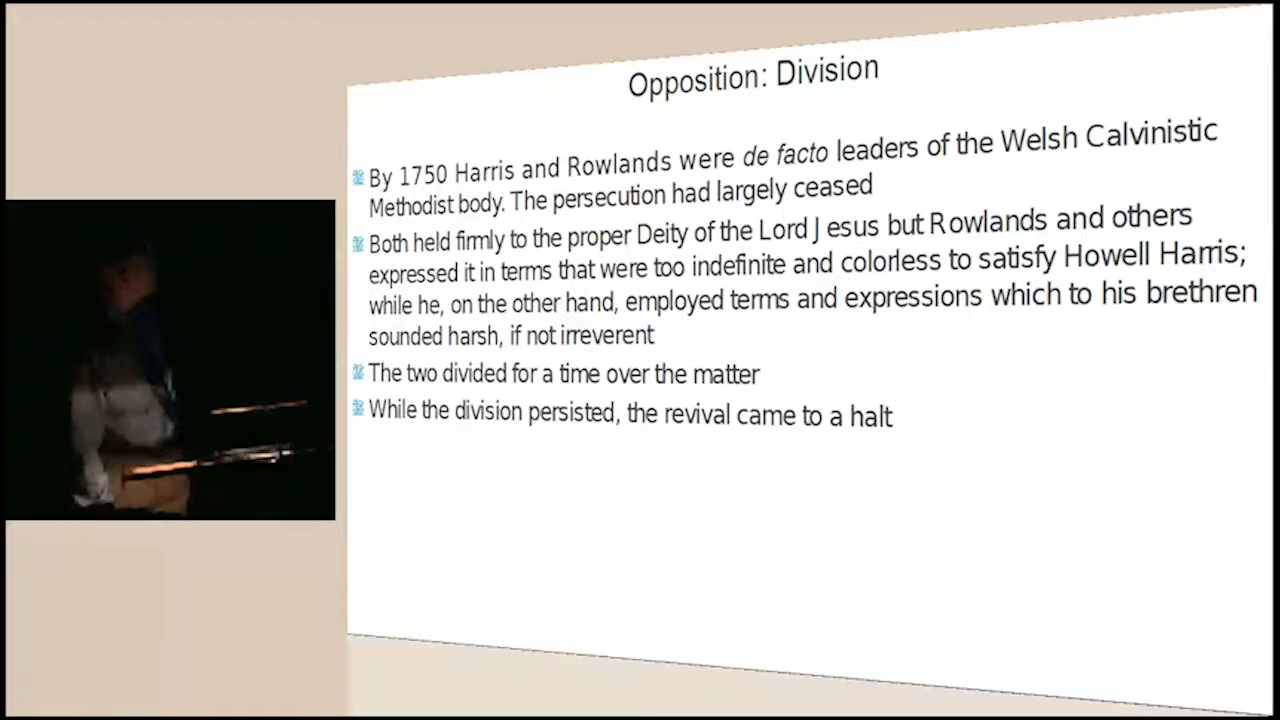 Opposition: Division
By 1750 Harris and Rowlands were de facto leaders of the Welsh Calvinistic
Methodist body. The persecution had largely ceased
Both held firmly to the proper Deity of the Lord Jesus but Rowlands and others
expressed it in terms that were too indefinite and colorless to satisfy Howell Harris;
while he, on the other hand, employed terms and expressions which to his brethren
sounded harsh, if not irreverent
The two divided for a time over the matter
While the division persisted, the revival came to a halt